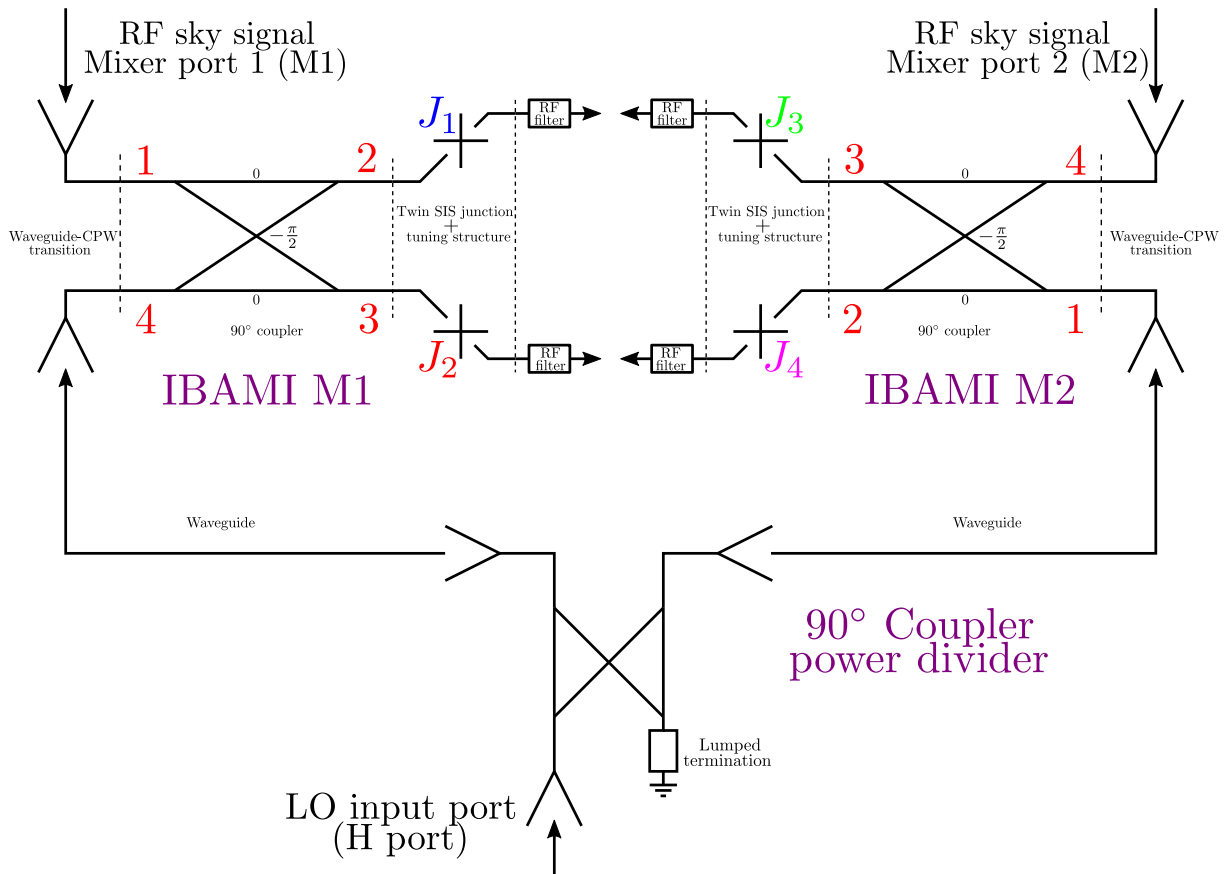 RF sky signal
Mixer port 1 (M1)
RF sky signal
Mixer port 2 (M2)
J₁
RF
filter
RF
filter
J₃
1
0
2
3
0
4
Waveguide-CPW
transition
−π/2
Twin SIS junction
+
tuning structure
Twin SIS junction
+
tuning structure
−π/2
Waveguide-CPW
transition
4
0
90° coupler
3
2
0
90° coupler
1
J₂
RF
filter
RF
filter
J₄
IBAMI M1
IBAMI M2
Waveguide
Waveguide
90° Coupler
power divider
Lumped
termination
LO input port
(H port)